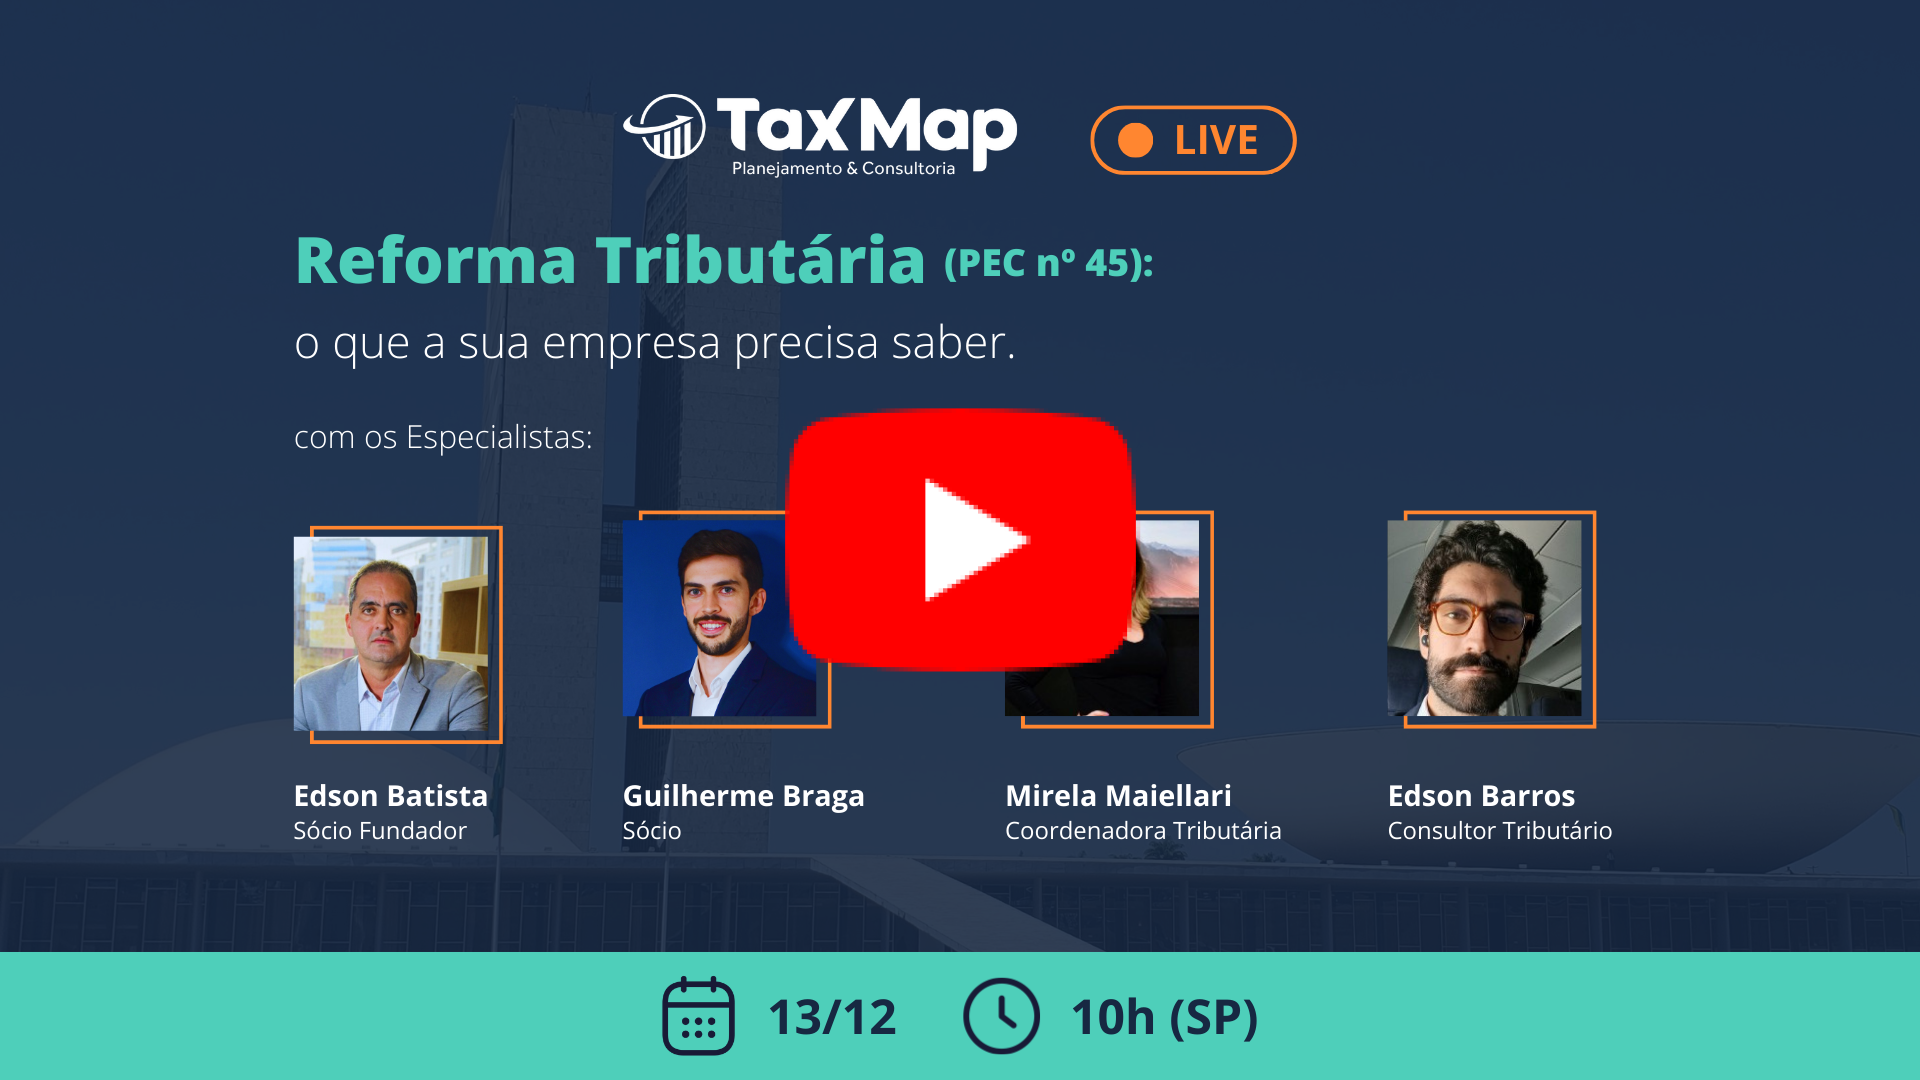 TaxMap
Planejamento & Consultoria
LIVE
Reforma Tributária (PEC nº 45):
o que a sua empresa precisa saber.
com os Especialistas:
Edson Batista
Sócio Fundador
Guilherme Braga
Sócio
Mirela Maiellari
Coordenadora Tributária
Edson Barros
Consultor Tributário
13/12
10h (SP)